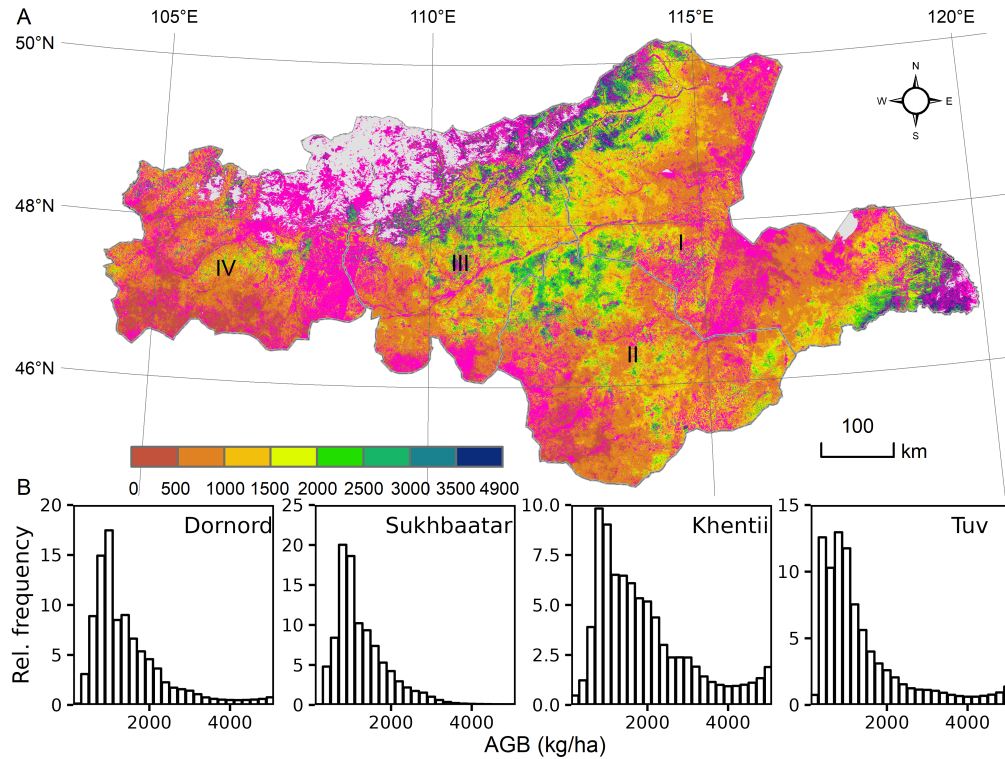 A
105°E 110°E 115°E 120°E
50°N
N
W E
S
48°N
I
III
IV
46°N
II
100
km
0 500 1000 1500 2000 2500 3000 3500 4900
B
Dornord Sukhbaatar Khentii Tuv
Rel. frequency
20
15
10
5
0
2000 4000
25
20
15
10
5
0
2000 4000
10.0
7.5
5.0
2.5
0.0
2000 4000
15
10
5
0
2000 4000
AGB (kg/ha)